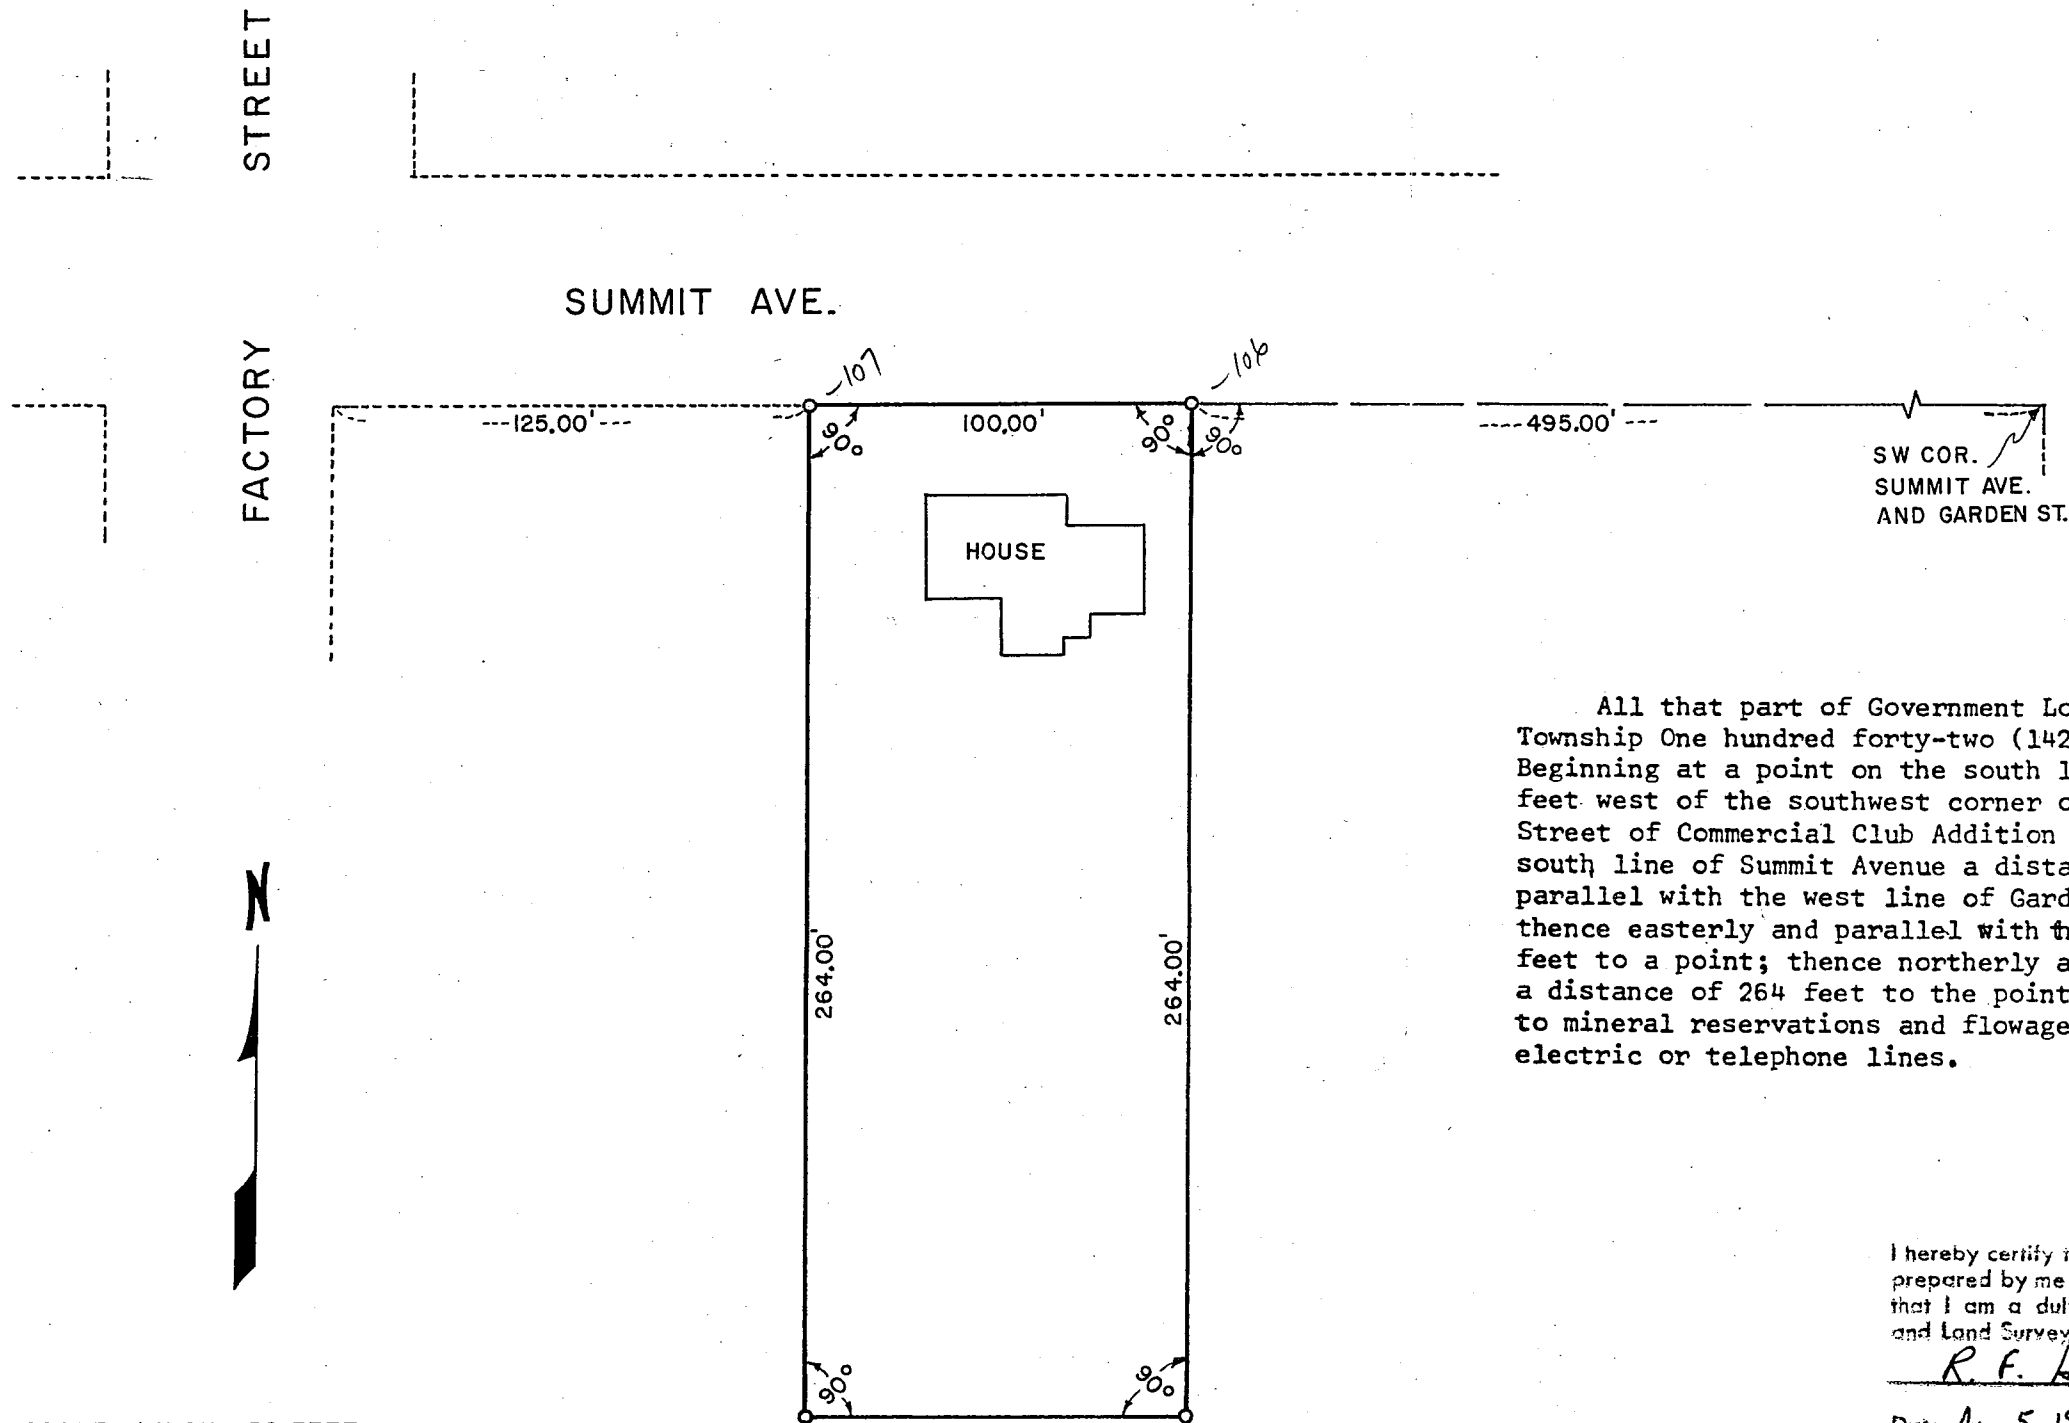 STREET
SUMMIT AVE.
FACTORY
107
106
125.00'
100.00'
495.00'
90°
90°
90°
SW COR.
SUMMIT AVE.
AND GARDEN ST.
HOUSE
All that part of Government Lo
Township One hundred forty-two (142
Beginning at a point on the south l
feet west of the southwest corner o
Street of Commercial Club Addition
south line of Summit Avenue a dista
parallel with the west line of Gard
thence easterly and parallel with th
feet to a point; thence northerly a
a distance of 264 feet to the point
to mineral reservations and flowage
electric or telephone lines.
N
264.00'
264.00'
I hereby certify
prepared by me
that I am a dul
and Land Survey
R. F.
90°
90°